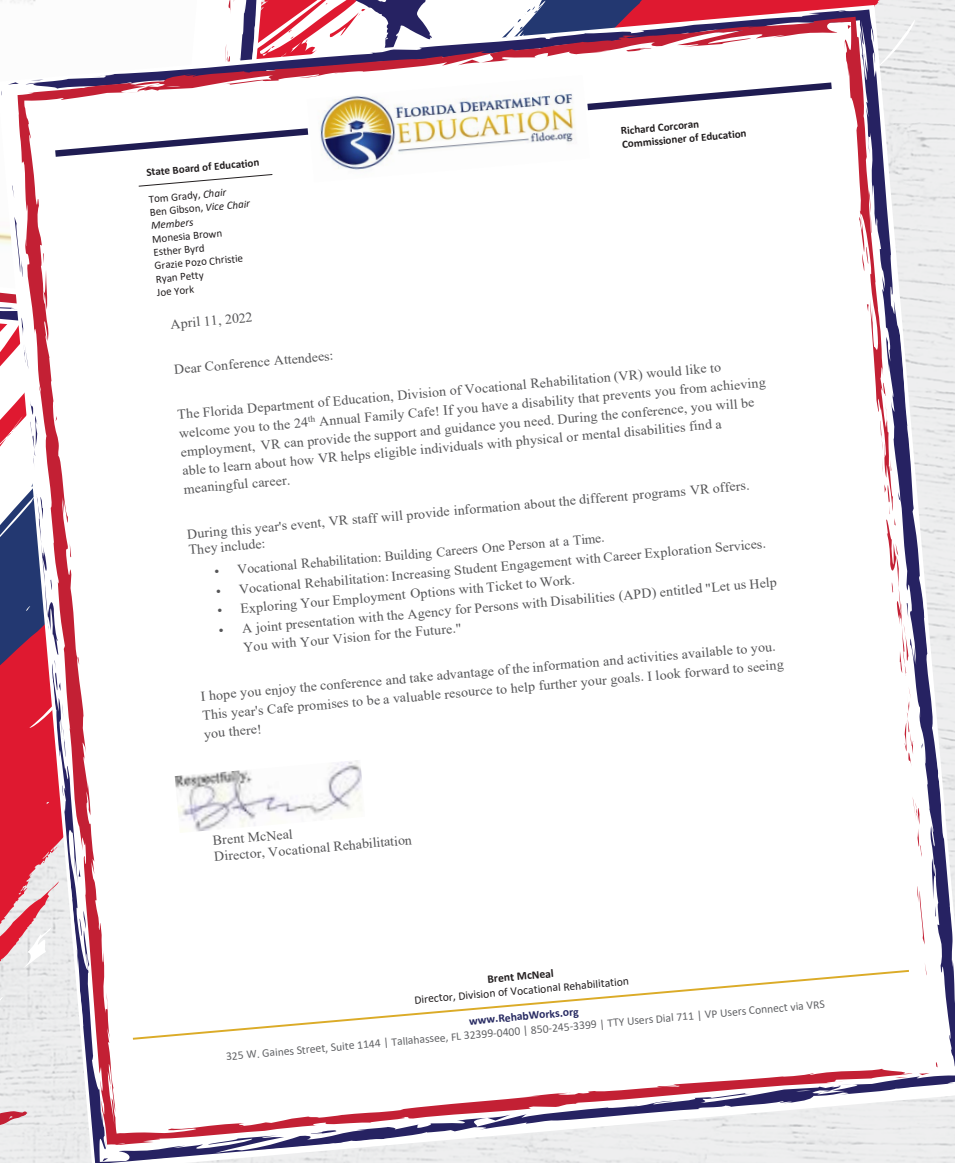 FLORIDA DEPARTMENT OF
EDUCATION
fldoe.org
Richard Corcoran
Commissioner of Education
State Board of Education
Tom Grady, Chair
Ben Gibson, Vice Chair
Members
Monesia Brown
Esther Byrd
Grazie Pozo Christie
Ryan Petty
Joe York
April 11, 2022
Dear Conference Attendees:
The Florida Department of Education, Division of Vocational Rehabilitation (VR) would like to
welcome you to the 24th Annual Family Cafe! If you have a disability that prevents you from achieving
employment, VR can provide the support and guidance you need. During the conference, you will be
able to learn about how VR helps eligible individuals with physical or mental disabilities find a
meaningful career.
During this year's event, VR staff will provide information about the different programs VR offers.
They include:
• Vocational Rehabilitation: Building Careers One Person at a Time.
• Vocational Rehabilitation: Increasing Student Engagement with Career Exploration Services.
• Exploring Your Employment Options with Ticket to Work.
• A joint presentation with the Agency for Persons with Disabilities (APD) entitled "Let us Help
You with Your Vision for the Future."
I hope you enjoy the conference and take advantage of the information and activities available to you.
This year's Cafe promises to be a valuable resource to help further your goals. I look forward to seeing
you there!
Respectfully,
Brent McNeal
Director, Vocational Rehabilitation
Brent McNeal
Director, Division of Vocational Rehabilitation
www.RehabWorks.org
325 W. Gaines Street, Suite 1144 | Tallahassee, FL 32399-0400 | 850-245-3399 | TTY Users Dial 711 | VP Users Connect via VRS